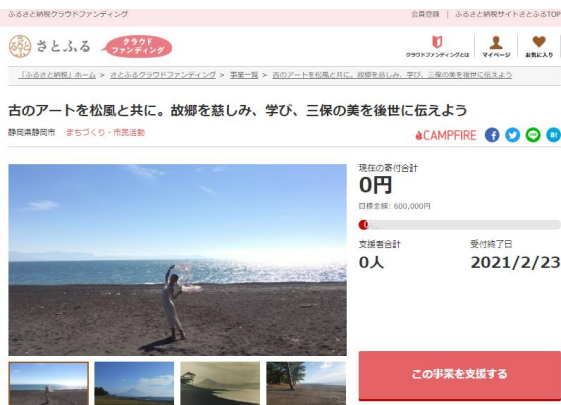 ふるさと納税クラウドファンディング
会員登録 | ふるさと納税サイトさとふるTOP
さとふる クラウドファンディング
クラウドファンディングとは マイページ お気に入り
「ふるさと納税」ホーム > さとふるクラウドファンディング > 事業一覧 > 古のアートを松風と共に。故郷を慈しみ、学び、三保の美を後世に伝えよう
古のアートを松風と共に。故郷を慈しみ、学び、三保の美を後世に伝えよう
静岡県静岡市 まちづくり・市民活動
CAMPFIRE
現在の寄付合計
0円
目標金額: 600,000円
支援者合計 受付終了日
0人 2021/2/23
この事業を支援する